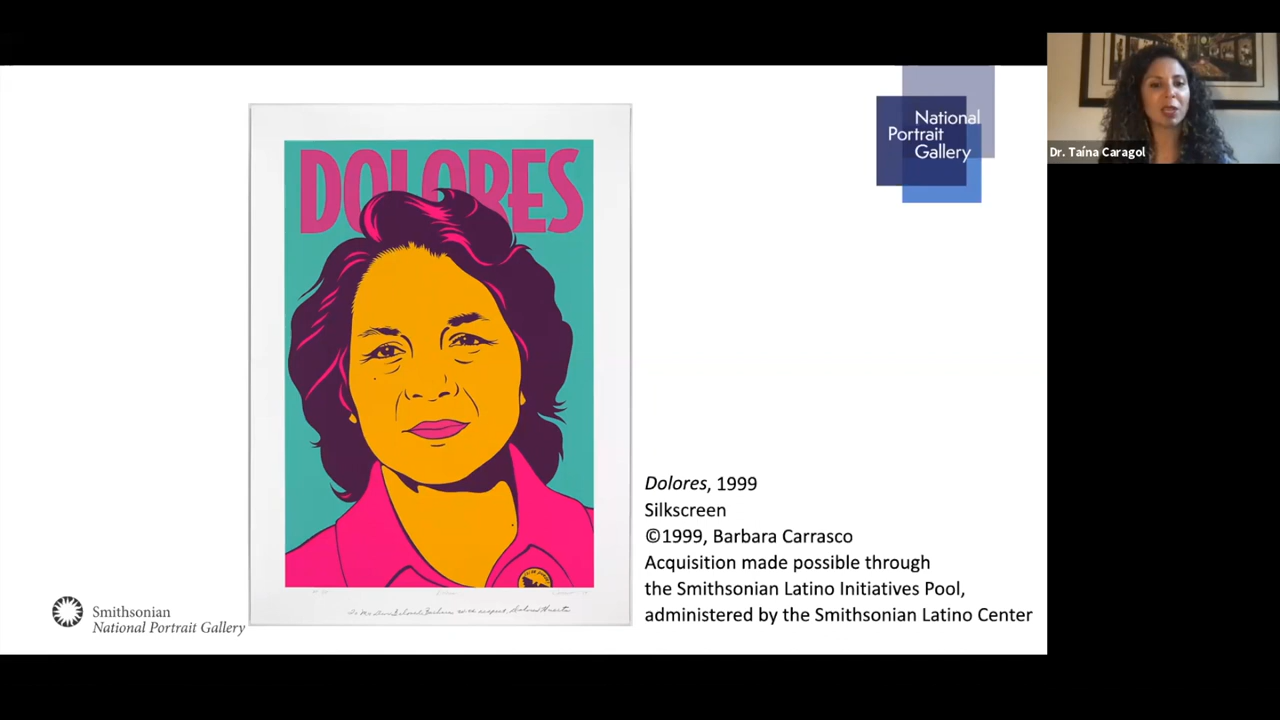 DOLORES
National
Portrait
Gallery
Dr. Taína Caragol
Dolores, 1999
Silkscreen
©1999, Barbara Carrasco
Acquisition made possible through
the Smithsonian Latino Initiatives Pool,
administered by the Smithsonian Latino Center
Smithsonian
National Portrait Gallery